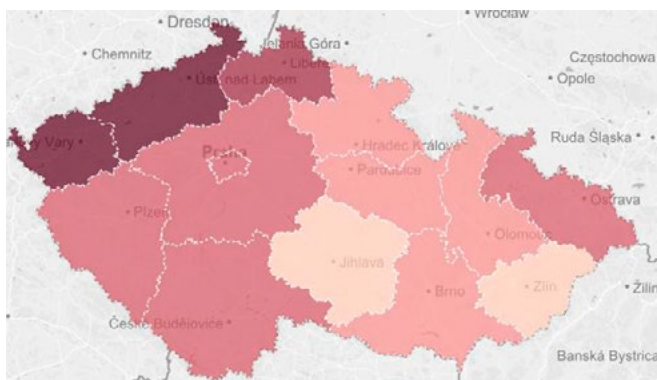 Wrocław
Dresden
Jelenia Góra
Chemnitz
Częstochowa
Liberec
Ústí nad Labem
Opole
Karlovy Vary
Ruda Śląska
Hradec Králové
Praha
Pardubice
Ostrava
Plzeň
Olomouc
Jihlava
Zlín
Žilin
Brno
České Budějovice
Banská Bystrica